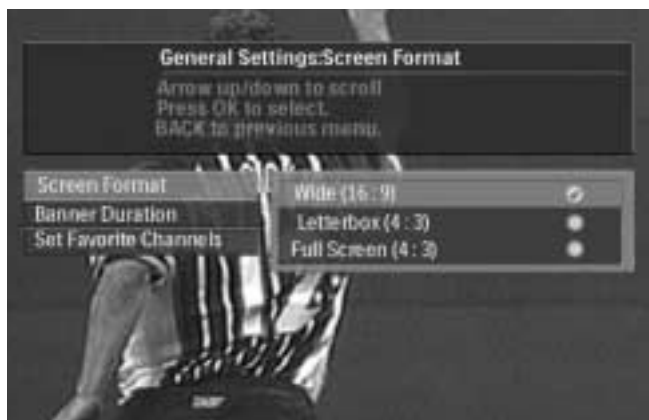 General Settings:Screen Format
Arrow up/down to scroll
Press OK to select.
BACK to previous menu.
Screen Format
Banner Duration
Set Favorite Channels
Wide (16 : 9)
Letterbox (4 : 3)
Full Screen (4 : 3)